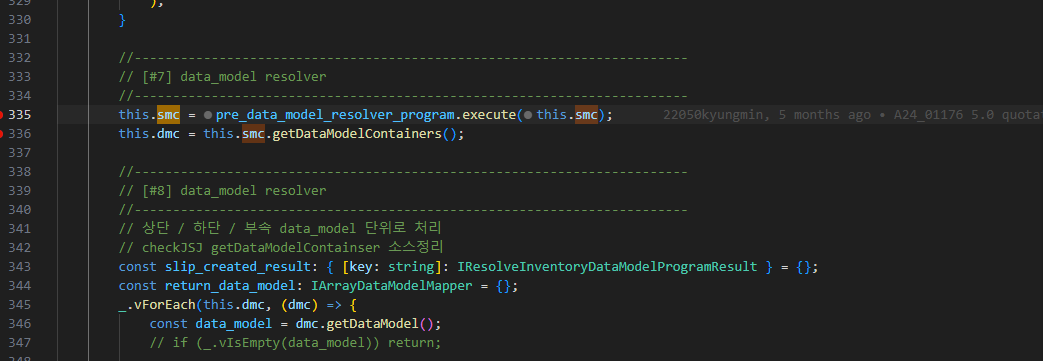 329 );
330 }
331
332 //------------------------------------------------------------------------
333 // [#7] data_model resolver
334 //------------------------------------------------------------------------
335 this.smc = pre_data_model_resolver_program.execute(this.smc); 22050kyungmin, 5 months ago • A24_01176 5.0 quota
336 this.dmc = this.smc.getDataModelContainers();
337
338 //------------------------------------------------------------------------
339 // [#8] data_model resolver
340 //------------------------------------------------------------------------
341 // 상단 / 하단 / 부속 data_model 단위로 처리
342 // checkJSJ getDataModelContainser 소스정리
343 const slip_created_result: { [key: string]: IResolveInventoryDataModelProgramResult } = {};
344 const return_data_model: IArrayDataModelMapper = {};
345 _.vForEach(this.dmc, (dmc) => {
346 const data_model = dmc.getDataModel();
347 // if (_.vIsEmpty(data_model)) return;
348